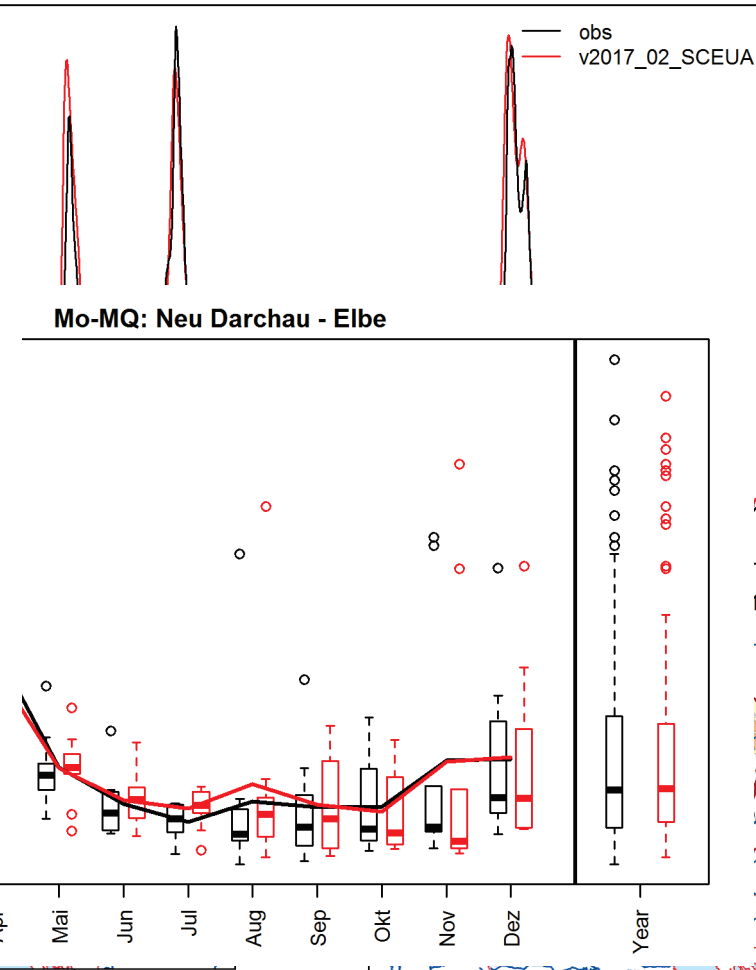 obs
v2017_02_SCEUA
Mo-MQ: Neu Darchau - Elbe
Mai
Jun
Jul
Aug
Sep
Okt
Nov
Dez
Year